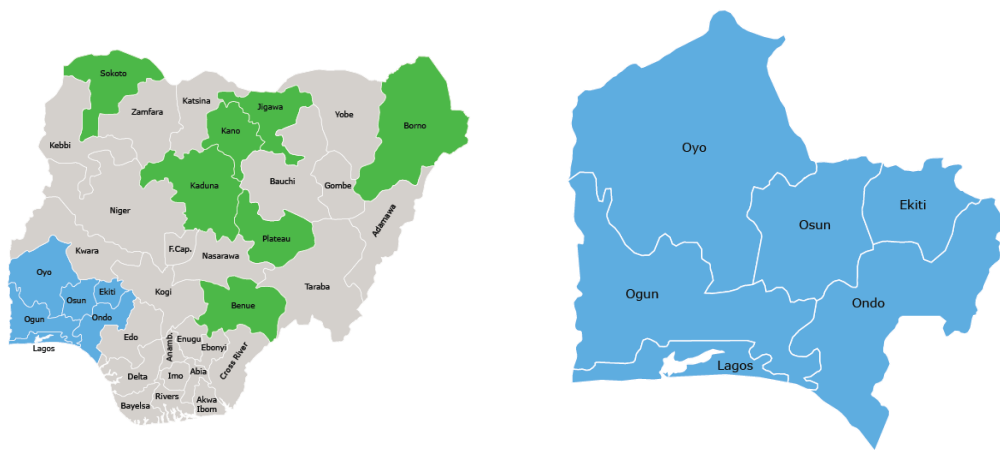 Sokoto
Zamfara
Katsina
Jigawa
Yobe
Borno
Kano
Kebbi
Kaduna
Bauchi
Gombe
Niger
Adamawa
Plateau
F.Cap.
Nasarawa
Kwara
Taraba
Oyo
Kogi
Ekiti
Osun
Benue
Ogun
Ondo
Edo
Anamb.
Enugu
Ebonyi
Cross River
Lagos
Delta
Imo
Abia
Rivers
Bayelsa
Akwa
Ibom
Oyo
Osun
Ekiti
Ogun
Ondo
Lagos